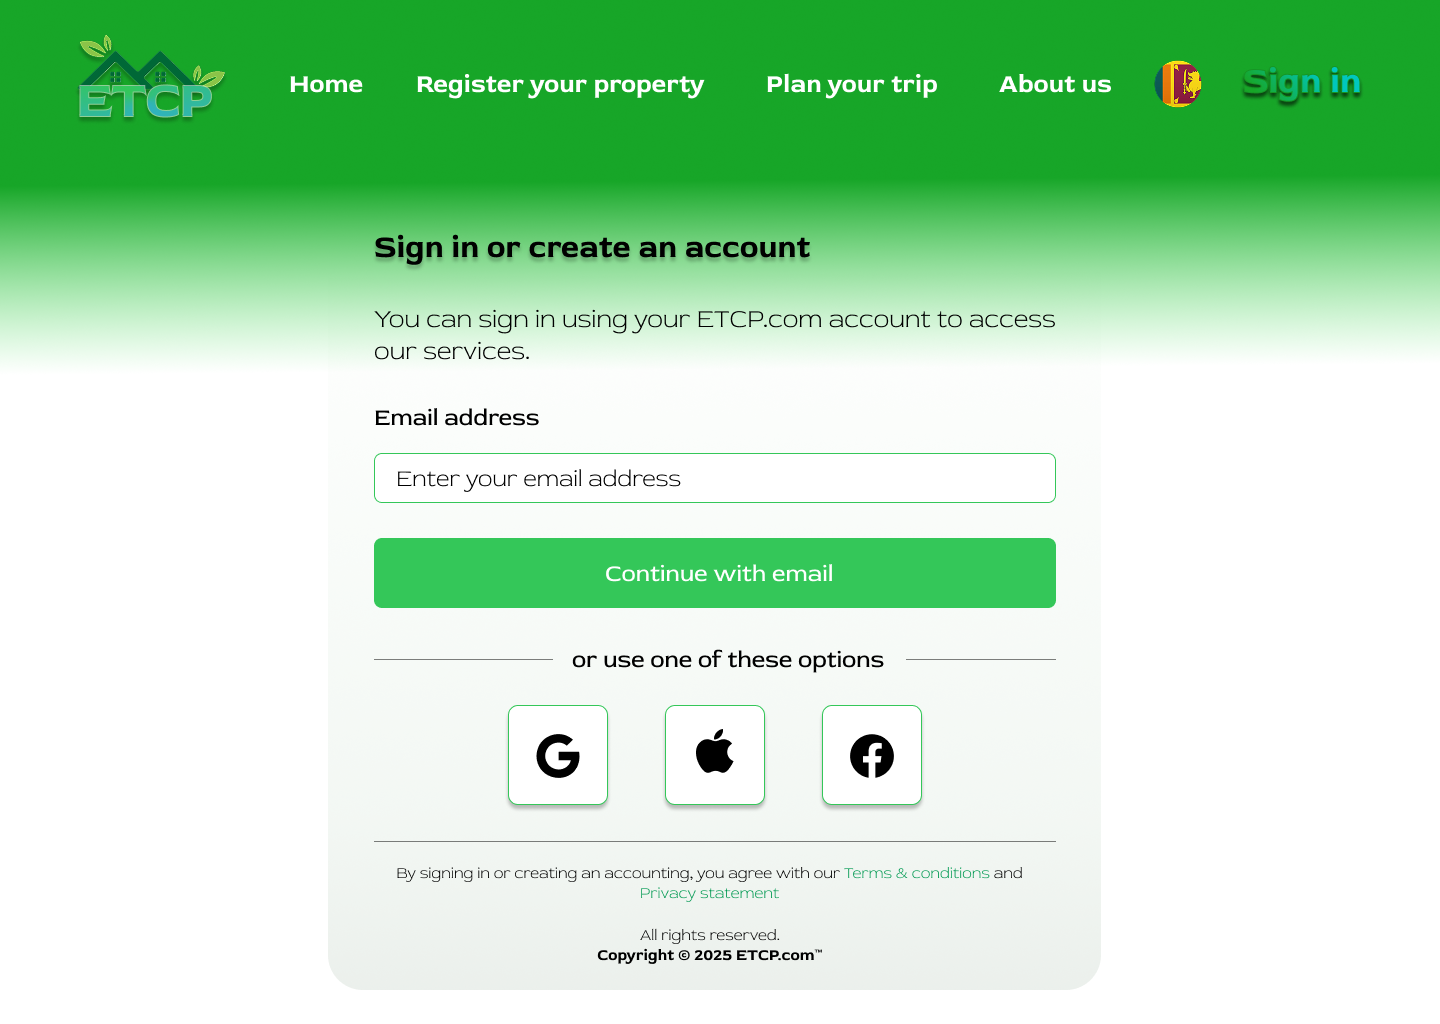 ETCP
Home
Register your property
Plan your trip
About us
Sign in
Sign in or create an account
You can sign in using your ETCP.com account to access
our services.
Email address
Enter your email address
Continue with email
or use one of these options
By signing in or creating an accounting, you agree with our Terms & conditions and
Privacy statement
All rights reserved.
Copyright © 2025 ETCP.com™